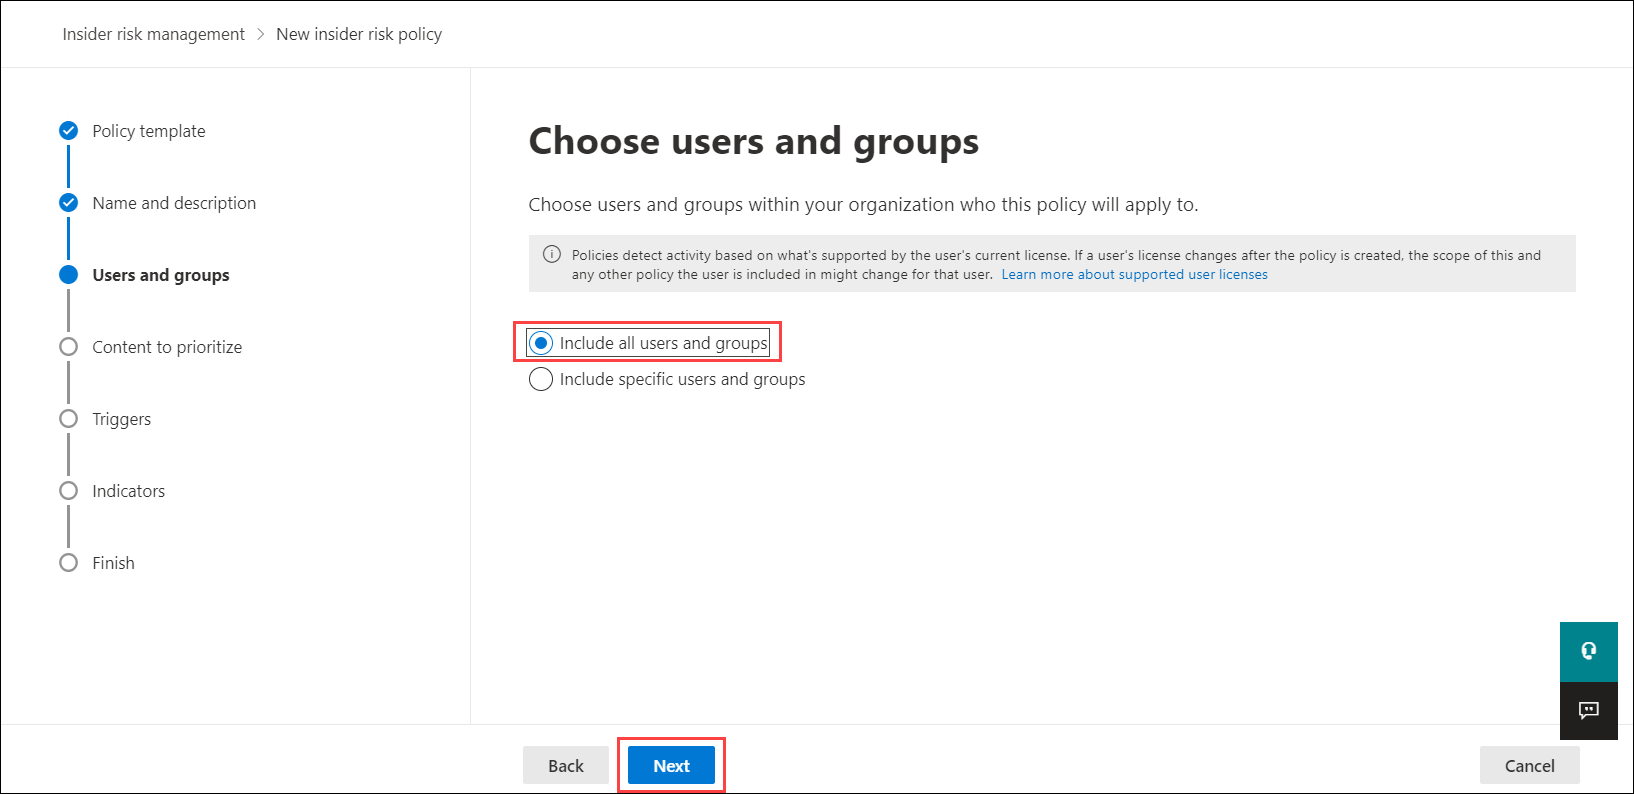 Insider risk management > New insider risk policy
Policy template
Name and description
Users and groups
Content to prioritize
Triggers
Indicators
Finish
Choose users and groups
Choose users and groups within your organization who this policy will apply to.
Policies detect activity based on what's supported by the user's current license. If a user's license changes after the policy is created, the scope of this and
any other policy the user is included in might change for that user. Learn more about supported user licenses
Include all users and groups
Include specific users and groups
Back
Next
Cancel